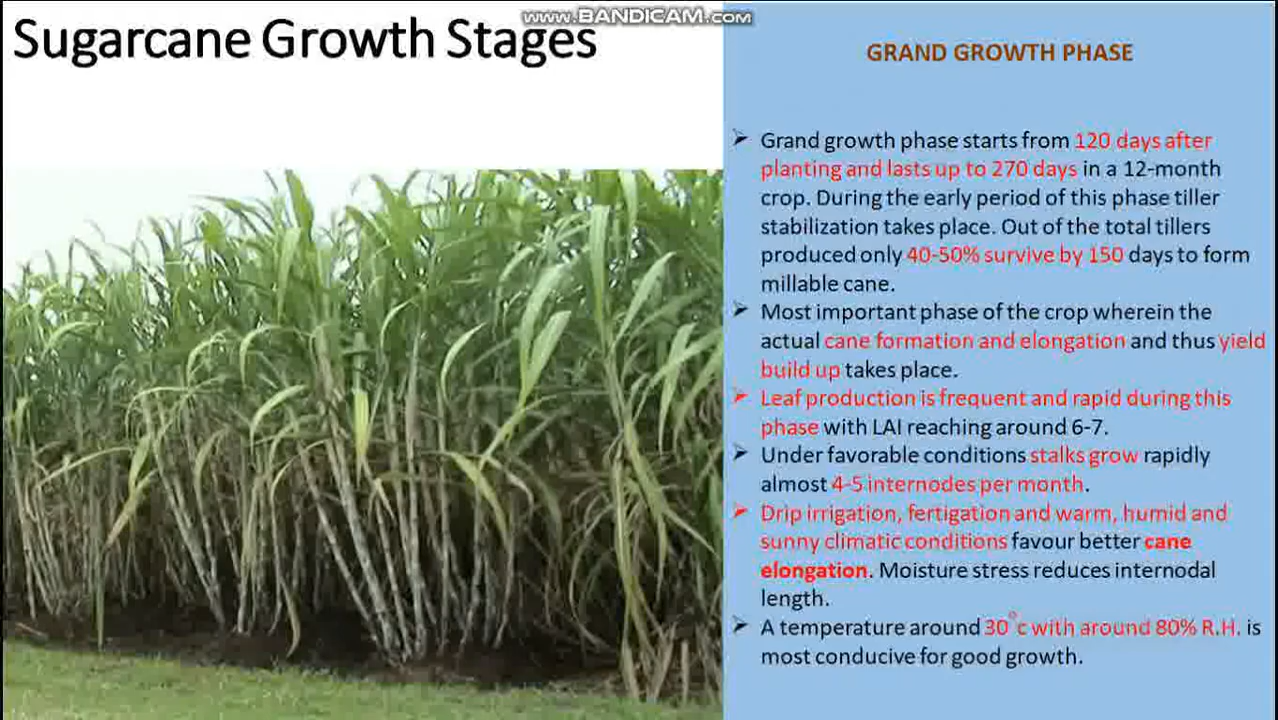 www.BANDICAM.com
Sugarcane Growth Stages
GRAND GROWTH PHASE
Grand growth phase starts from 120 days after
planting and lasts up to 270 days in a 12-month
crop. During the early period of this phase tiller
stabilization takes place. Out of the total tillers
produced only 40-50% survive by 150 days to form
millable cane.
Most important phase of the crop wherein the
actual cane formation and elongation and thus yield
build up takes place.
Leaf production is frequent and rapid during this
phase with LAI reaching around 6-7.
Under favorable conditions stalks grow rapidly
almost 4-5 internodes per month.
Drip irrigation, fertigation and warm, humid and
sunny climatic conditions favour better cane
elongation. Moisture stress reduces internodal
length.
A temperature around 30°c with around 80% R.H. is
most conducive for good growth.